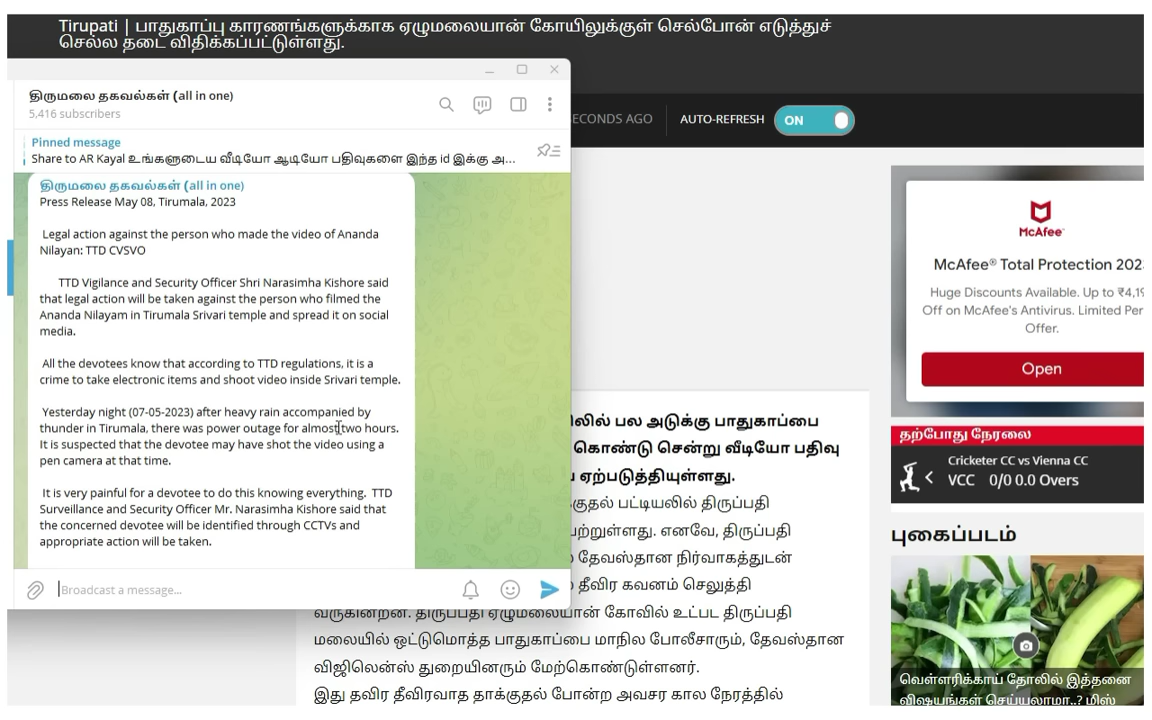 Tirupati | பாதுகாப்பு காரணங்களுக்காக ஏழுமலையான் கோயிலுக்குள் செல்போன் எடுத்துச்
செல்ல தடை விதிக்கப்பட்டுள்ளது.
திருமலை தகவல்கள் (all in one)
5,416 subscribers
SECONDS AGO
AUTO-REFRESH
ON
Pinned message
Share to AR Kayal உங்களுடைய வீடியோ ஆடியோ பதிவுகளை இந்த id இக்கு அ...
திருமலை தகவல்கள் (all in one)
Press Release May 08, Tirumala, 2023
Legal action against the person who made the video of Ananda
Nilayan: TTD CVSVO
TTD Vigilance and Security Officer Shri Narasimha Kishore said
that legal action will be taken against the person who filmed the
Ananda Nilayam in Tirumala Srivari temple and spread it on social
media.
All the devotees know that according to TTD regulations, it is a
crime to take electronic items and shoot video inside Srivari temple.
Yesterday night (07-05-2023) after heavy rain accompanied by
thunder in Tirumala, there was power outage for almost two hours.
It is suspected that the devotee may have shot the video using a
pen camera at that time.
It is very painful for a devotee to do this knowing everything. TTD
Surveillance and Security Officer Mr. Narasimha Kishore said that
the concerned devotee will be identified through CCTVs and
appropriate action will be taken.
Broadcast a message...
பல அடுக்கு பாதுகாப்பை
கொண்டு சென்று வீடியோ பதிவு
ஏற்படுத்தியுள்ளது.
பட்டியலில் திருப்பதி
எனவே, திருப்பதி
தேவஸ்தான நிர்வாகத்துடன்
தீவிர கவனம் செலுத்தி
வருகின்றனர். திருப்பதி ஏழுமலையான் கோவில் உட்பட திருப்பதி
மலையில் ஒட்டுமொத்த பாதுகாப்பை மாநில போலீசாரும், தேவஸ்தான
விஜிலென்ஸ் துறையினரும் மேற்கொண்டுள்ளனர்.
இது தவிர தீவிரவாத தாக்குதல் போன்ற அவசர கால நேரத்தில்
McAfee
McAfee® Total Protection 202
Huge Discounts Available. Up to ₹4,19
Off on McAfee's Antivirus. Limited Per
Offer.
Open
தற்போது நேரலை
Cricketer CC vs Vienna CC
VCC 0/0 0.0 Overs
புகைப்படம்
வெள்ளரிக்காய் தோலில் இத்தனை
விஷயங்கள் செய்யலாமா..? மிஸ்